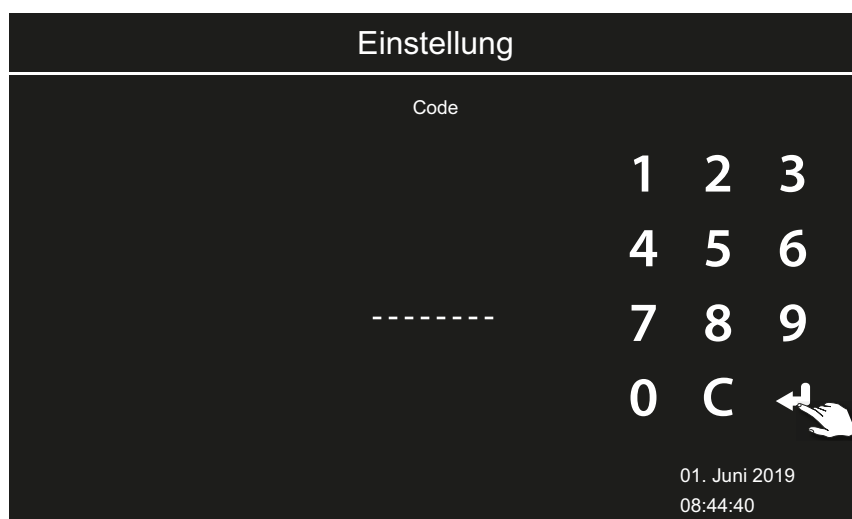 Einstellung
Code
1 2 3
4 5 6
--------
7 8 9
0 C
01. Juni 2019
08:44:40